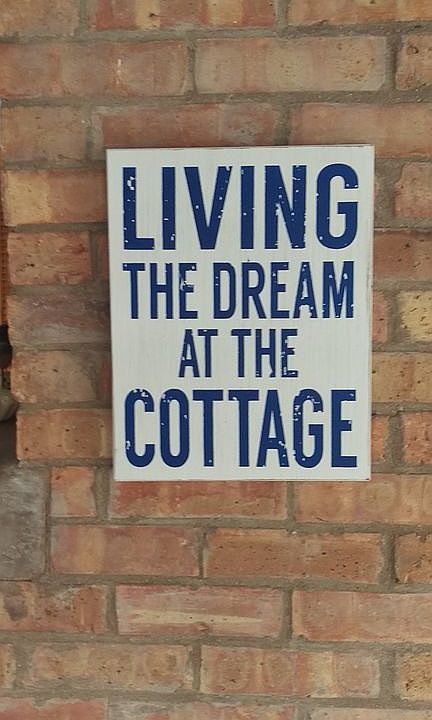 LIVING
THE DREAM
AT THE
COTTAGE